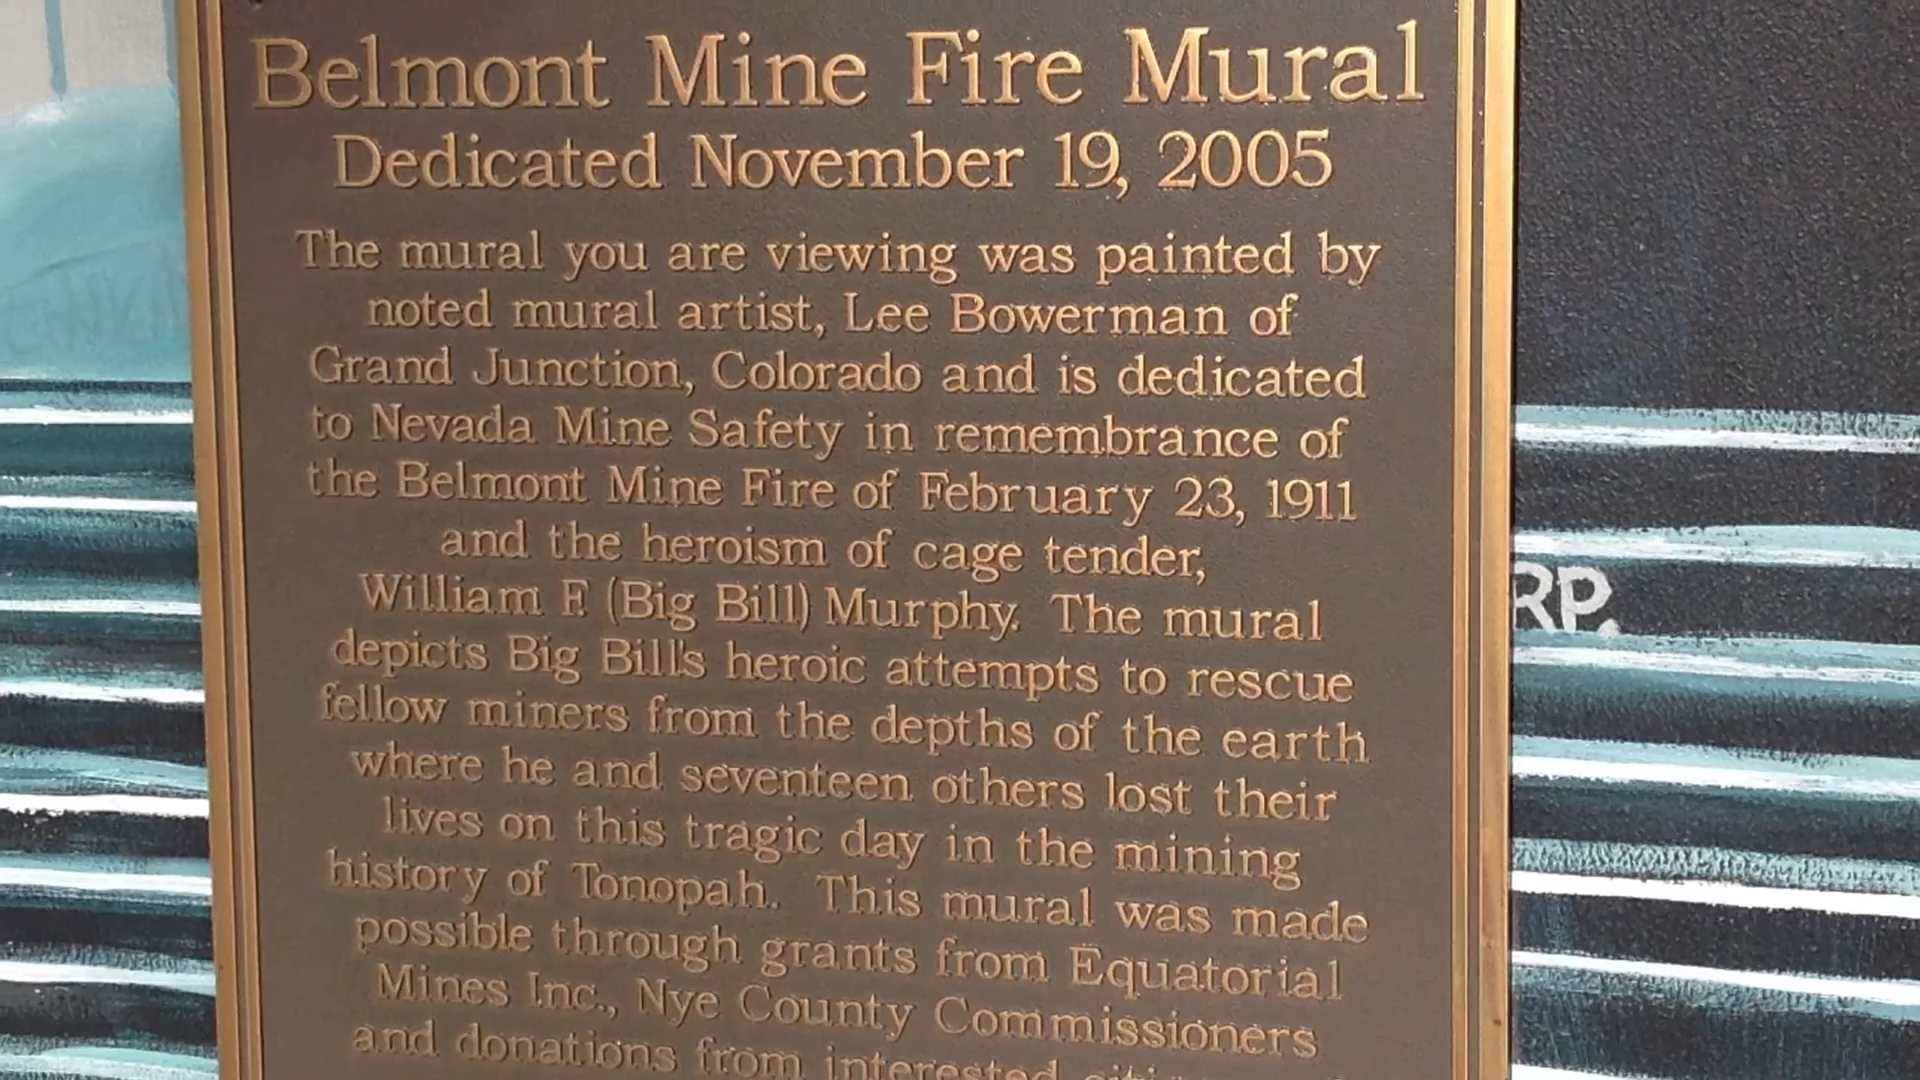 Belmont Mine Fire Mural
Dedicated November 19, 2005
The mural you are viewing was painted by
noted mural artist, Lee Bowerman of
Grand Junction, Colorado and is dedicated
to Nevada Mine Safety in remembrance of
the Belmont Mine Fire of February 23, 1911
and the heroism of cage tender,
William F. (Big Bill) Murphy. The mural
depicts Big Bill's heroic attempts to rescue
fellow miners from the depths of the earth
where he and seventeen others lost their
lives on this tragic day in the mining
history of Tonopah. This mural was made
possible through grants from Equatorial
Mines Inc., Nye County Commissioners
and donations from interested
RP.